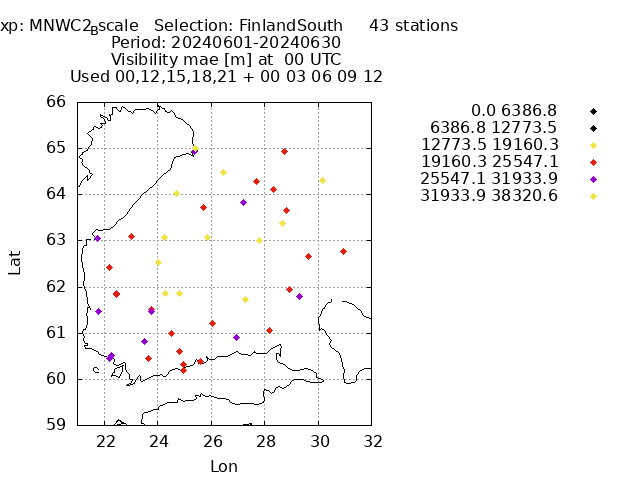 xp: MNWC2_Bscale   Selection: FinlandSouth     43 stations
Period: 20240601-20240630
Visibility mae [m] at  00 UTC
Used 00,12,15,18,21 + 00 03 06 09 12
0.0 6386.8
6386.8 12773.5
12773.5 19160.3
19160.3 25547.1
25547.1 31933.9
31933.9 38320.6
66
65
64
63
62
61
60
59
Lat
22 24 26 28 30 32
Lon